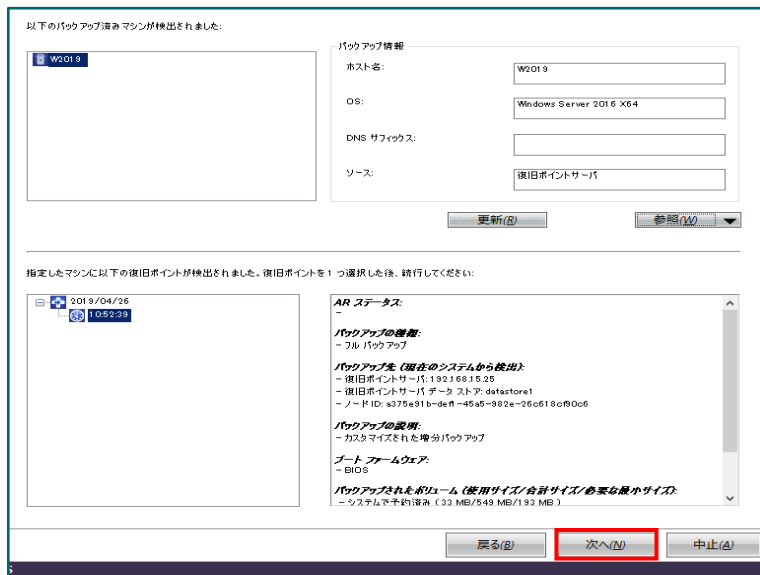 以下のバックアップ済みマシンが検出されました:
W2019
バックアップ情報
ホスト名:
W2019
OS:
Windows Server 2016 X64
DNS サフィックス:
ソース:
復旧ポイントサーバ
更新(R)
参照(W)
指定したマシンに以下の復旧ポイントが検出されました。復旧ポイントを1 つ選択した後、続行してください:
2019/04/26
10:52:39
AR ステータス:
–
バックアップの種類:
– フル バックアップ
バックアップ先 (現在のシステムから検出):
– 復旧ポイントサーバ: 192.168.15.25
– 復旧ポイントサーバ データ ストア: datastore1
– ノード ID: a375e91b-deff-45a5-982e-26c618cf90c6
バックアップの説明:
– カスタマイズされた増分バックアップ
ブート ファームウェア:
– BIOS
バックアップされたボリューム (使用サイズ/合計サイズ/必要な最小サイズ):
– システムで予約済み ( 33 MB/549 MB/193 MB )
戻る(B)
次へ(N)
中止(A)